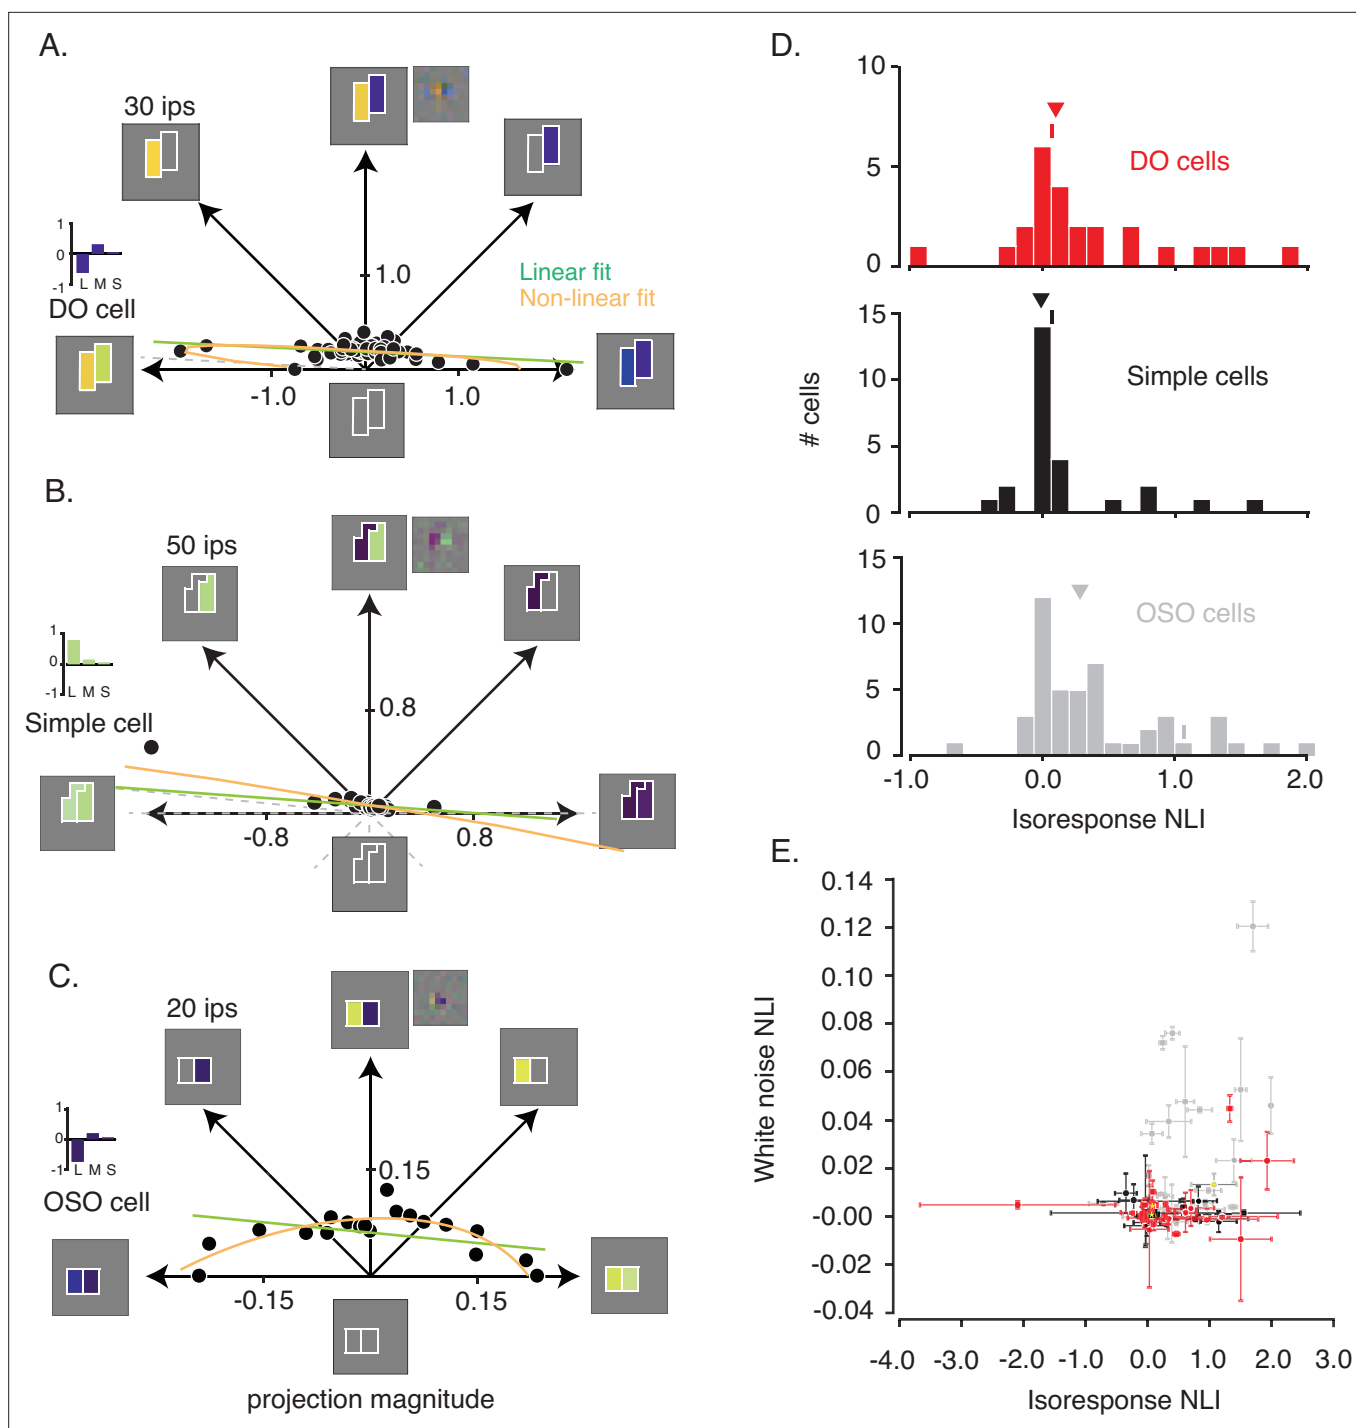 A.
30 ips
1
0
-1
L M S
DO cell
1.0
Linear fit
Non-linear fit
-1.0
1.0
B.
50 ips
1
0
-1
L M S
Simple cell
0.8
-0.8
0.8
C.
20 ips
1
0
-1
L M S
OSO cell
0.15
-0.15
0.15
projection magnitude
D.
10
5
0
DO cells
15
10
5
0
Simple cells
# cells
15
10
5
0
OSO cells
-1.0
0.0
1.0
2.0
Isoresponse NLI
E.
0.14
0.12
0.10
0.08
0.06
0.04
0.02
-0.00
-0.02
-0.04
White noise NLI
-4.0 -3.0 -2.0 -1.0 0.0 1.0 2.0 3.0
Isoresponse NLI